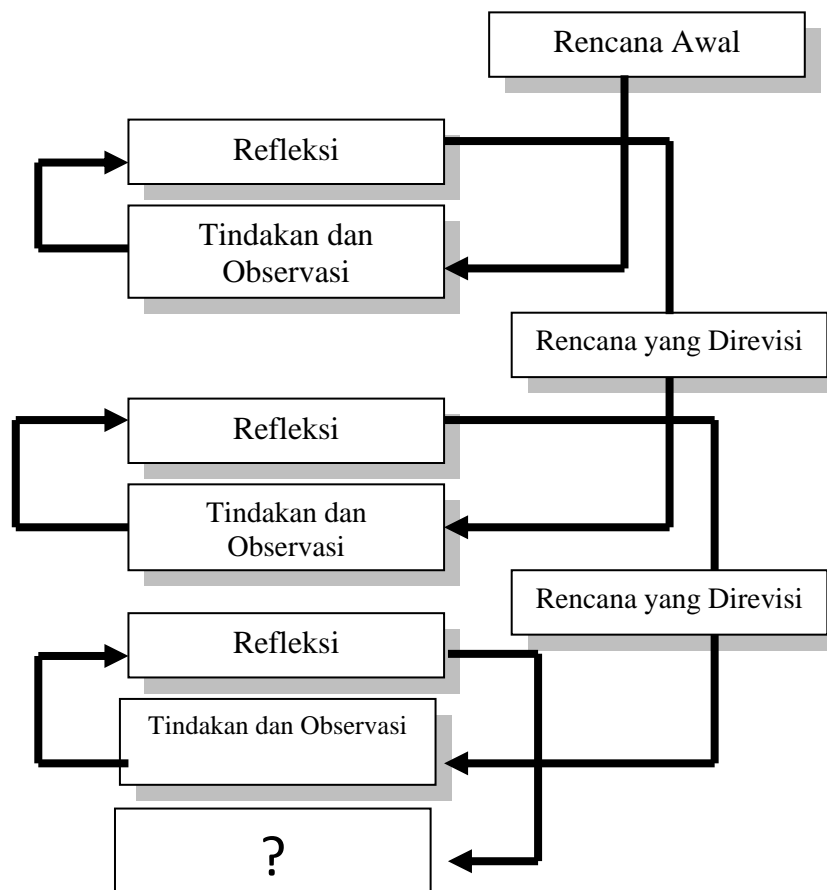 Rencana Awal
Refleksi
Tindakan dan
Observasi
Rencana yang Direvisi
Refleksi
Tindakan dan
Observasi
Rencana yang Direvisi
Refleksi
Tindakan dan Observasi
?